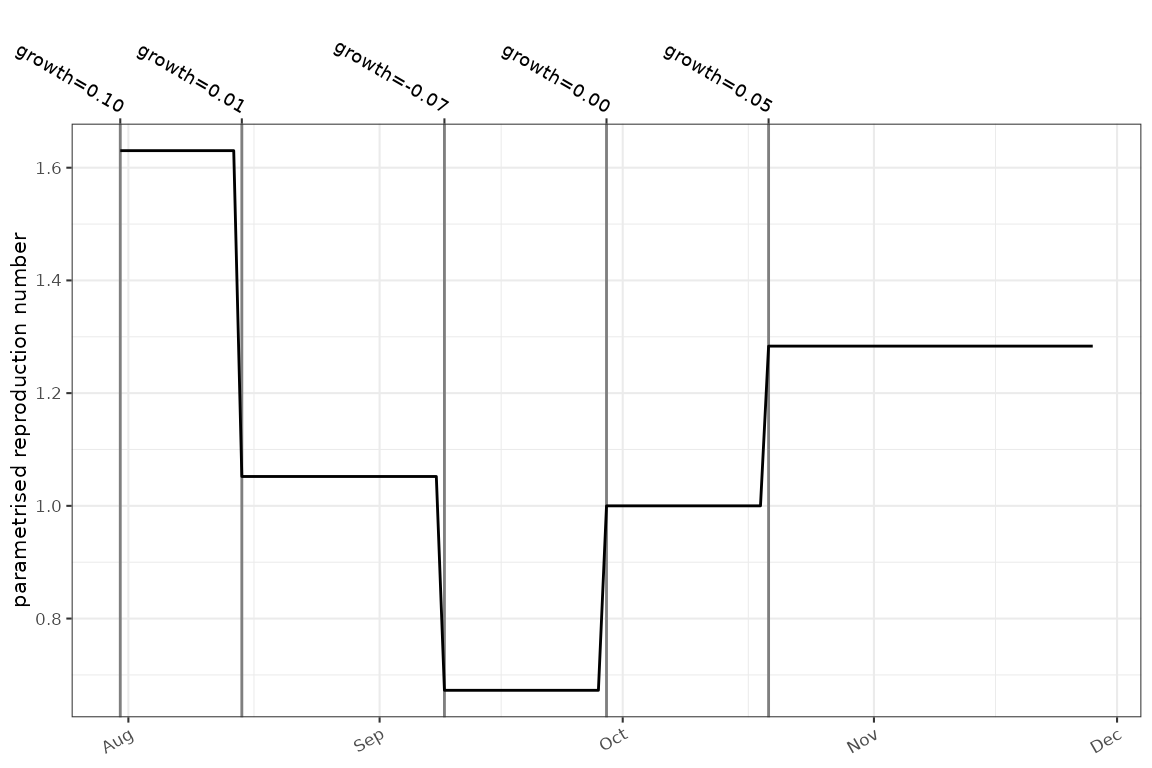 growth=0.10
growth=0.01
growth=-0.07
growth=0.00
growth=0.05
parametrised reproduction number
1.6
1.4
1.2
1.0
0.8
Aug
Sep
Oct
Nov
Dec